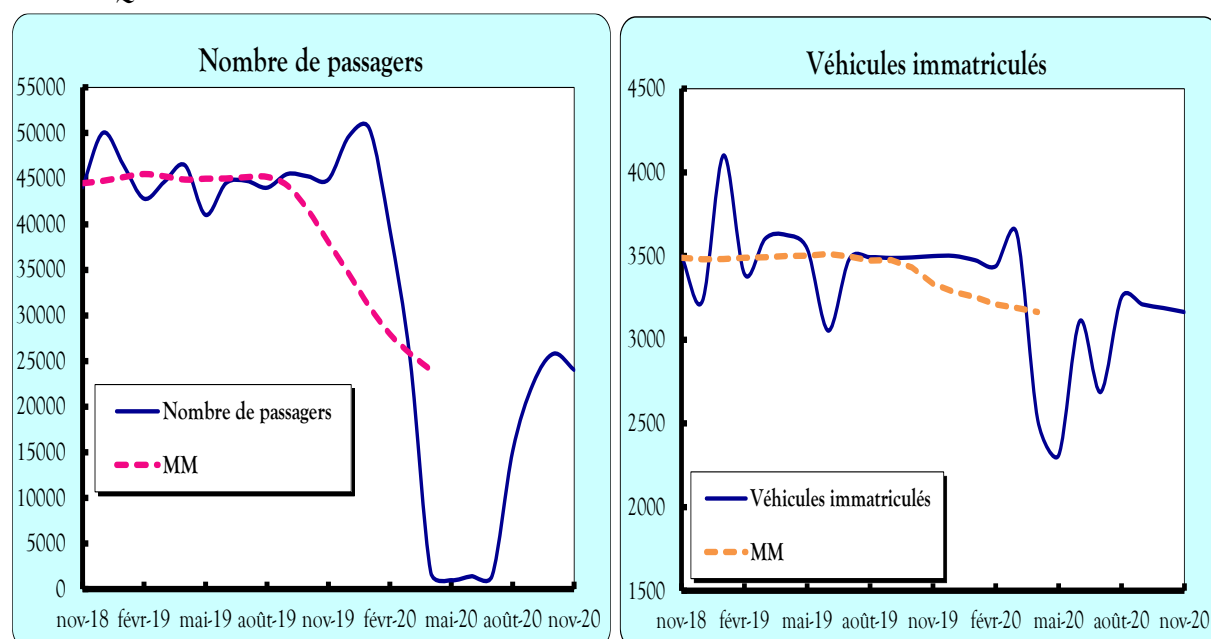 Nombre de passagers
55000
50000
45000
40000
35000
30000
25000
20000
15000
10000
5000
0
Nombre de passagers
MM
nov-18 févr-19 mai-19 août-19 nov-19 févr-20 mai-20 août-20 nov-20
Véhicules immatriculés
4500
4000
3500
3000
2500
2000
1500
Véhicules immatriculés
MM
nov-18 févr-19 mai-19 août-19 nov-19 févr-20 mai-20 août-20 nov-20